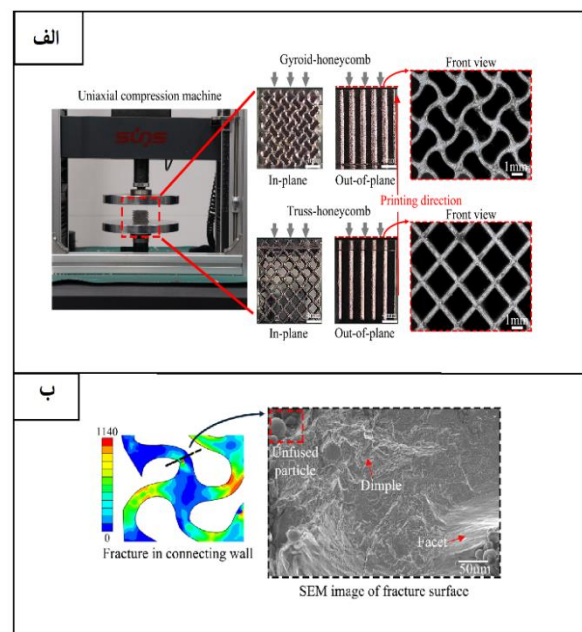 الف
Gyroid-honeycomb
Uniaxial compression machine
Front view
SUNS
In-plane
Out-of-plane
1mm
Printing direction
Truss-honeycomb
Front view
In-plane
Out-of-plane
1mm
ب
1140
0
Fracture in connecting wall
Unfused
particle
Dimple
Facet
50nm
SEM image of fracture surface